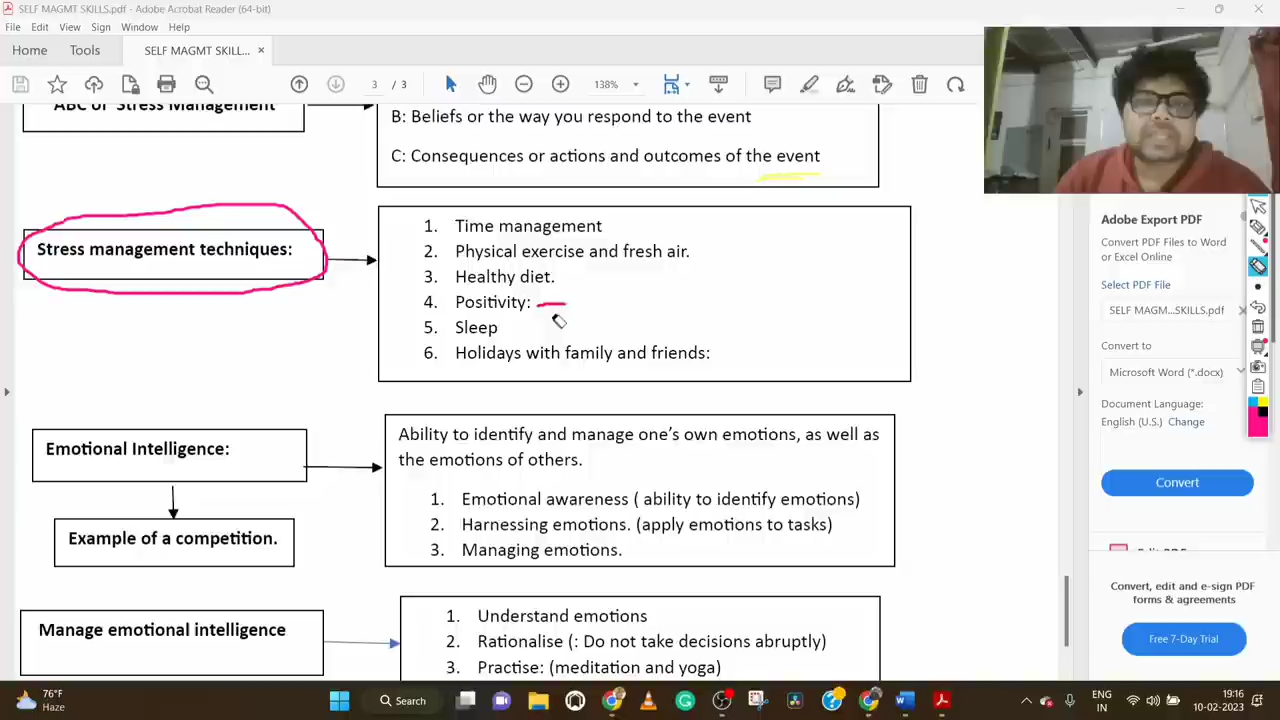 SELF MAGMT SKILLS.pdf - Adobe Acrobat Reader (64-bit)
File Edit View Sign Window Help
Home Tools SELF MAGMT SKILL... ×
3 / 3 138%
ABC of Stress Management
B: Beliefs or the way you respond to the event
C: Consequences or actions and outcomes of the event
Stress management techniques:
1. Time management
2. Physical exercise and fresh air.
3. Healthy diet.
4. Positivity:
5. Sleep
6. Holidays with family and friends:
Emotional Intelligence:
Ability to identify and manage one's own emotions, as well as
the emotions of others.
1. Emotional awareness ( ability to identify emotions)
2. Harnessing emotions. (apply emotions to tasks)
3. Managing emotions.
Example of a competition.
Manage emotional intelligence
1. Understand emotions
2. Rationalise (: Do not take decisions abruptly)
3. Practise: (meditation and yoga)
Adobe Export PDF
Convert PDF Files to Word
or Excel Online
Select PDF File
SELF MAGM...SKILLS.pdf
Convert to
Microsoft Word (*.docx)
Document Language:
English (U.S.) Change
Convert
Edit PDF
Convert, edit and e-sign PDF
forms & agreements
Free 7-Day Trial
76°F
Haze
Search
ENG
IN
19:16
10-02-2023